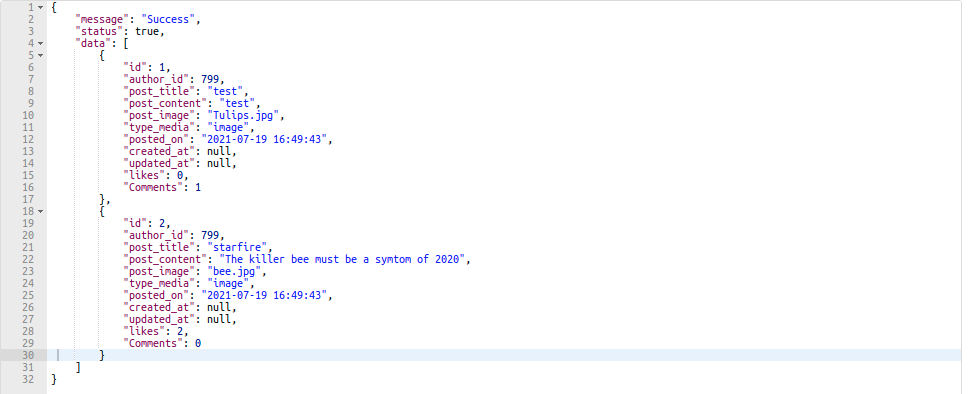 1 {
2 "message": "Success",
3 "status": true,
4 "data": [
5 {
6 "id": 1,
7 "author_id": 799,
8 "post_title": "test",
9 "post_content": "test",
10 "post_image": "Tulips.jpg",
11 "type_media": "image",
12 "posted_on": "2021-07-19 16:49:43",
13 "created_at": null,
14 "updated_at": null,
15 "likes": 0,
16 "Comments": 1
17 },
18 {
19 "id": 2,
20 "author_id": 799,
21 "post_title": "starfire",
22 "post_content": "The killer bee must be a symtom of 2020",
23 "post_image": "bee.jpg",
24 "type_media": "image",
25 "posted_on": "2021-07-19 16:49:43",
26 "created_at": null,
27 "updated_at": null,
28 "likes": 2,
29 "Comments": 0
30 }
31 ]
32 }